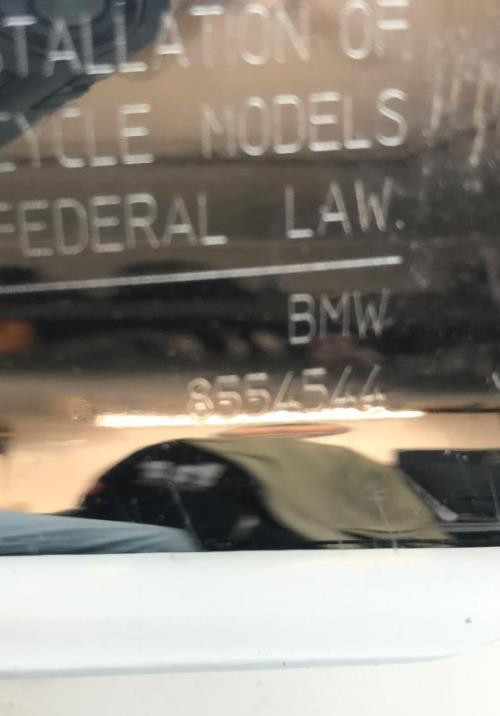 STALLATION OF
CYCLE MODELS
FEDERAL LAW.
BMW
8554544